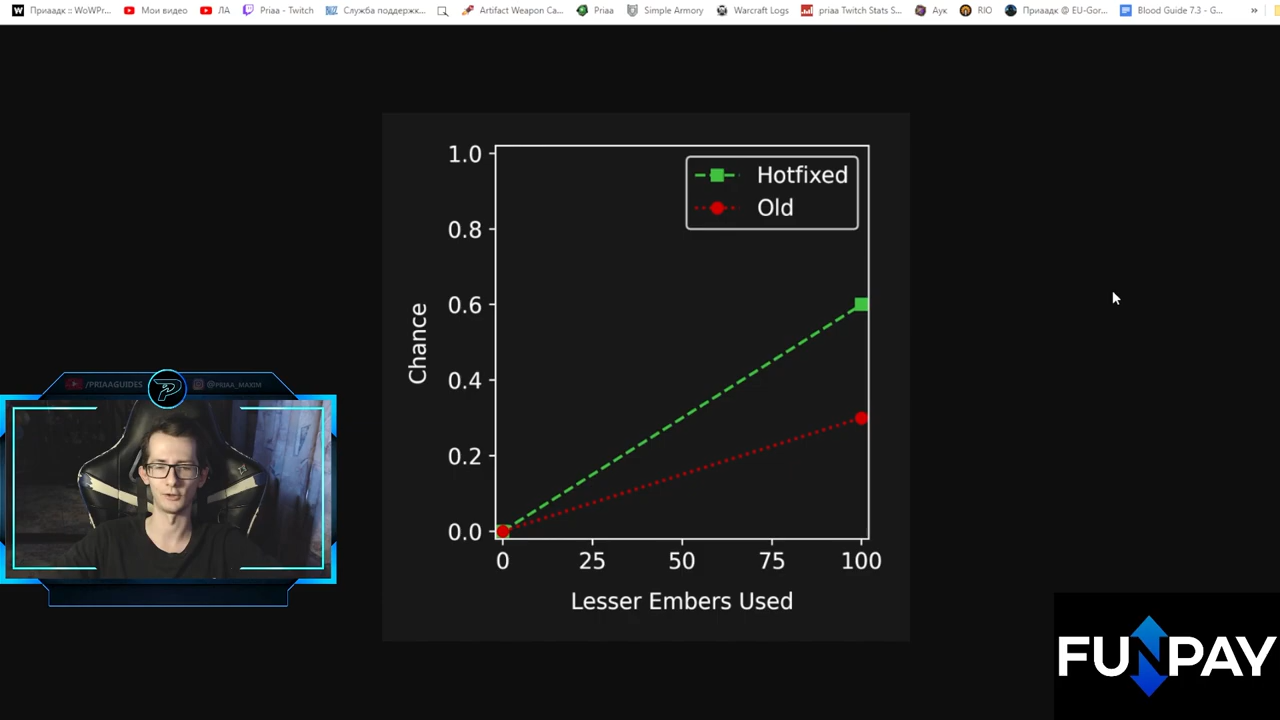 Приаадк :: WoWPr... Мои видео ЛА Priaa - Twitch Служба поддержк... Artifact Weapon Ca... Priaa Simple Armory Warcraft Logs priaa Twitch Stats S... Аук RIO Приаадк @ EU-Gor... Blood Guide 7.3 - G... »
1.0
0.8
0.6
0.4
0.2
0.0
Chance
Hotfixed
Old
0 25 50 75 100
Lesser Embers Used
/PRIAAGUIDES @PRIAA_MAXIM
FUNPAY